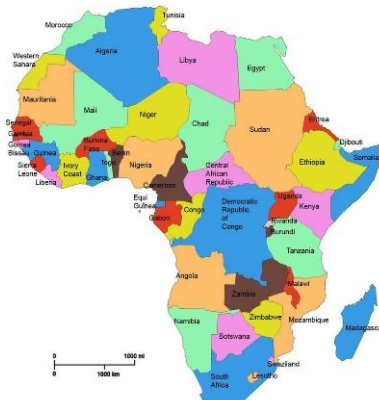 Tunisia
Morocco
Algeria
Western
Sahara
Libya
Egypt
Mauritania
Mali
Niger
Chad
Sudan
Eritrea
Djibouti
Somalia
Senegal
Gambia
Guinea
Bissau
Guinea
Sierra
Leone
Liberia
Ivory
Coast
Burkina
Faso
Ghana
Togo
Benin
Nigeria
Cameroon
Central
African
Republic
Ethiopia
Equi
Guinea
Gabon
Congo
Democratic
Republic
of
Congo
Uganda
Kenya
Rwanda
Burundi
Tanzania
Angola
Zambia
Malawi
Mozambique
Zimbabwe
Madagascar
Namibia
Botswana
Swaziland
South
Africa
Lesotho
0
1000 mi
0
1000 km